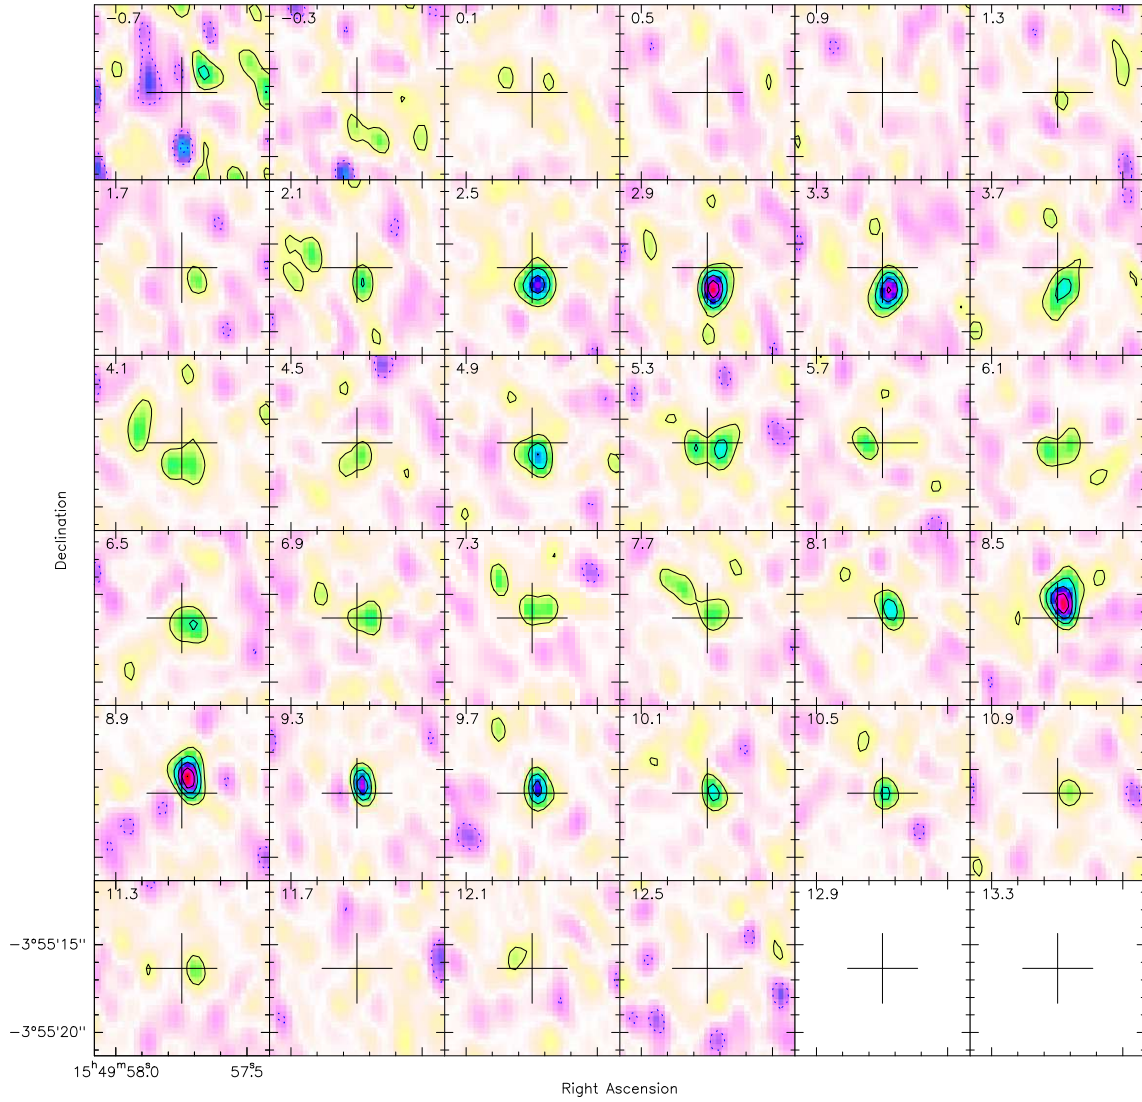 −0.7 −0.3 0.1 0.5 0.9 1.3
1.7 2.1 2.5 2.9 3.3 3.7
4.1 4.5 4.9 5.3 5.7 6.1
Declination
6.5 6.9 7.3 7.7 8.1 8.5
8.9 9.3 9.7 10.1 10.5 10.9
11.3 11.7 12.1 12.5 12.9 13.3
−3°55'15"
−3°55'20"
15ʰ49ᵐ58ˢ.0 57ˢ.5
Right Ascension